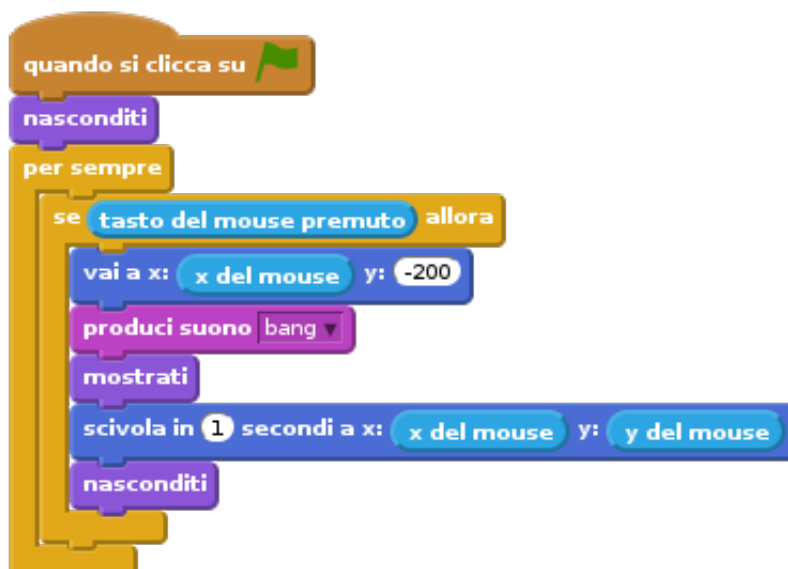 quando si clicca su
nasconditi
per sempre
se tasto del mouse premuto allora
vai a x: x del mouse y: -200
produci suono bang
mostrati
scivola in 1 secondi a x: x del mouse y: y del mouse
nasconditi